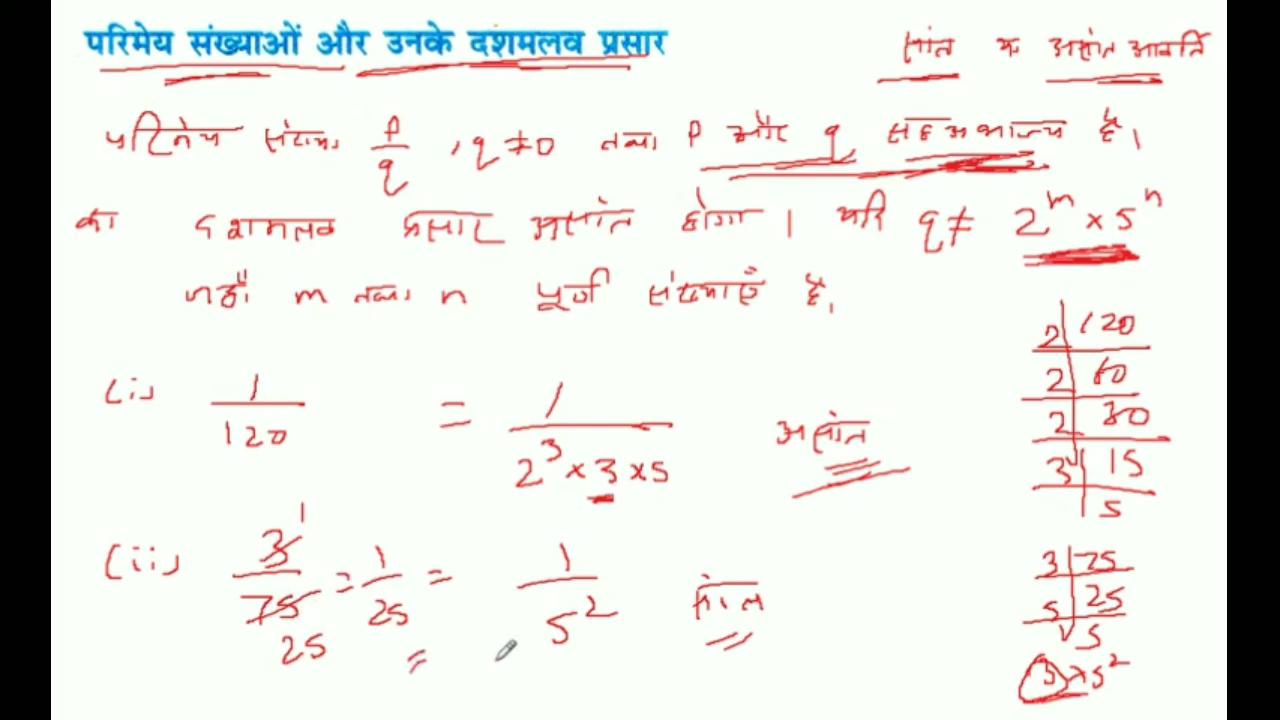 परिमेय संख्याओं और उनके दशमलव प्रसार
सांत या असांत आवर्ति
परिमेय संख्या p/q , q ≠ 0 तथा p और q सहअभाज्य हैं।
का दशमलव प्रसार असांत होगा । यदि q ≠ 2^m × 5^n
जहाँ m तथा n पूर्ण संख्याएँ हैं।
(i) 1/120 = 1/(2^3 × 3 × 5) असांत
(ii) 3/75 = 1/25 = 1/5^2 सांत
1
25
=
2 | 120
2 | 60
2 | 30
3 | 15
5
3 | 75
5 | 25
5
3 × 5^2